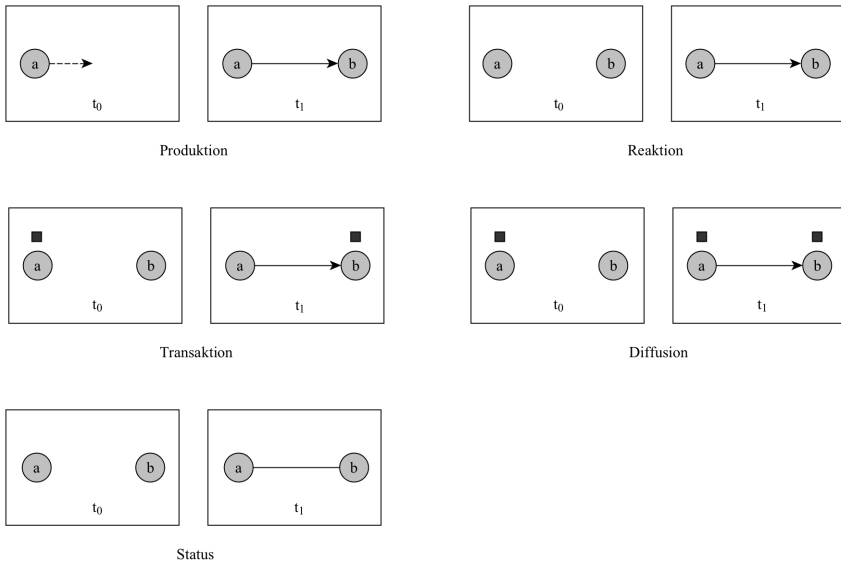 a
t0
a b
t1
Produktion
a b
t0
a b
t1
Reaktion
a b
t0
a b
t1
Transaktion
a b
t0
a b
t1
Diffusion
a b
t0
a b
t1
Status